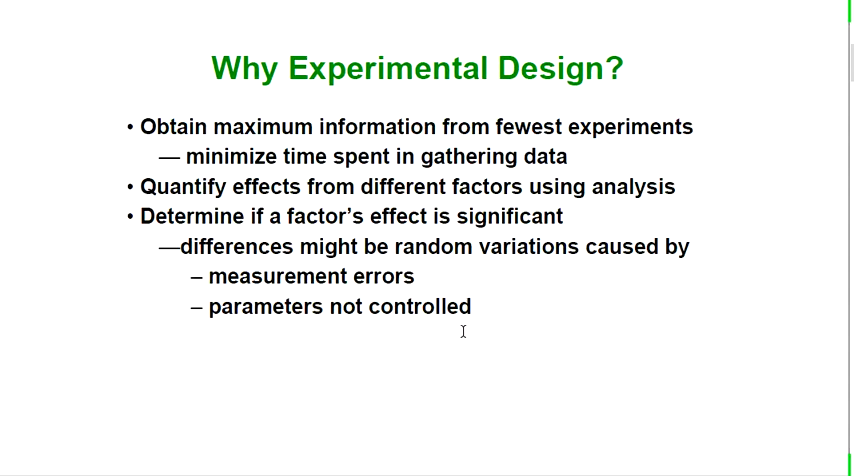 Why Experimental Design?
• Obtain maximum information from fewest experiments
— minimize time spent in gathering data
• Quantify effects from different factors using analysis
• Determine if a factor’s effect is significant
—differences might be random variations caused by
– measurement errors
– parameters not controlled